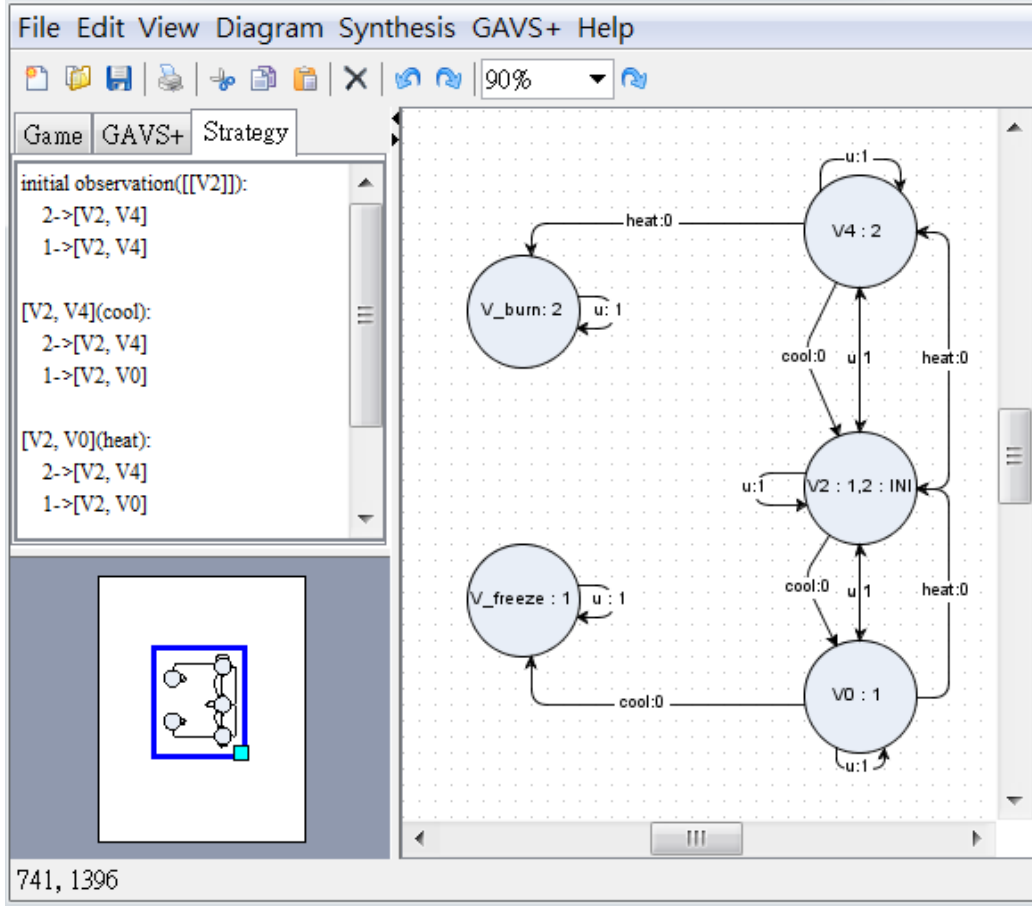 File Edit View Diagram Synthesis GAVS+ Help
90%
Game GAVS+ Strategy
initial observation([[V2]]):
2->[V2, V4]
1->[V2, V4]
[V2, V4](cool):
2->[V2, V4]
1->[V2, V0]
[V2, V0](heat):
2->[V2, V4]
1->[V2, V0]
u:1
heat:0
V4 : 2
V_burn: 2
u: 1
cool:0
u:1
heat:0
u:1
V2 : 1,2 : INI
cool:0
u:1
heat:0
V_freeze : 1
u : 1
cool:0
V0 : 1
u:1
741, 1396